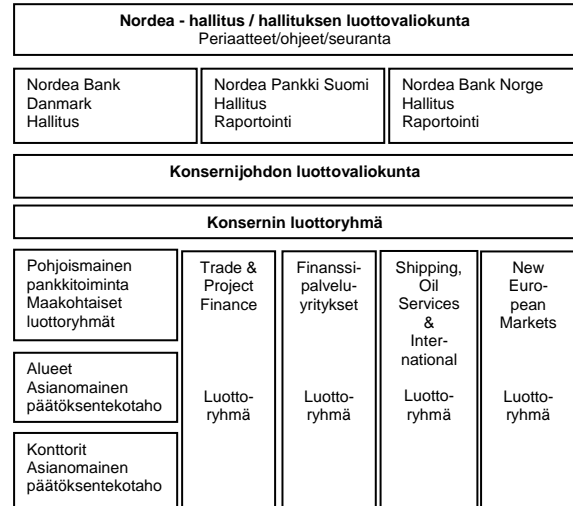 Nordea - hallitus / hallituksen luottovaliokunta
Periaatteet/ohjeet/seuranta
Nordea Bank
Danmark
Hallitus
Nordea Pankki Suomi
Hallitus
Raportointi
Nordea Bank Norge
Hallitus
Raportointi
Konsernijohdon luottovaliokunta
Konsernin luottoryhmä
Pohjoismainen
pankkitoiminta
Maakohtaiset
luottoryhmät
Alueet
Asianomainen
päätöksentekotaho
Konttorit
Asianomainen
päätöksentekotaho
Trade &
Project
Finance
Luotto-
ryhmä
Finanssi-
palvelu-
yritykset
Luotto-
ryhmä
Shipping,
Oil
Services
&
Inter-
national
Luotto-
ryhmä
New
Euro-
pean
Markets
Luotto-
ryhmä